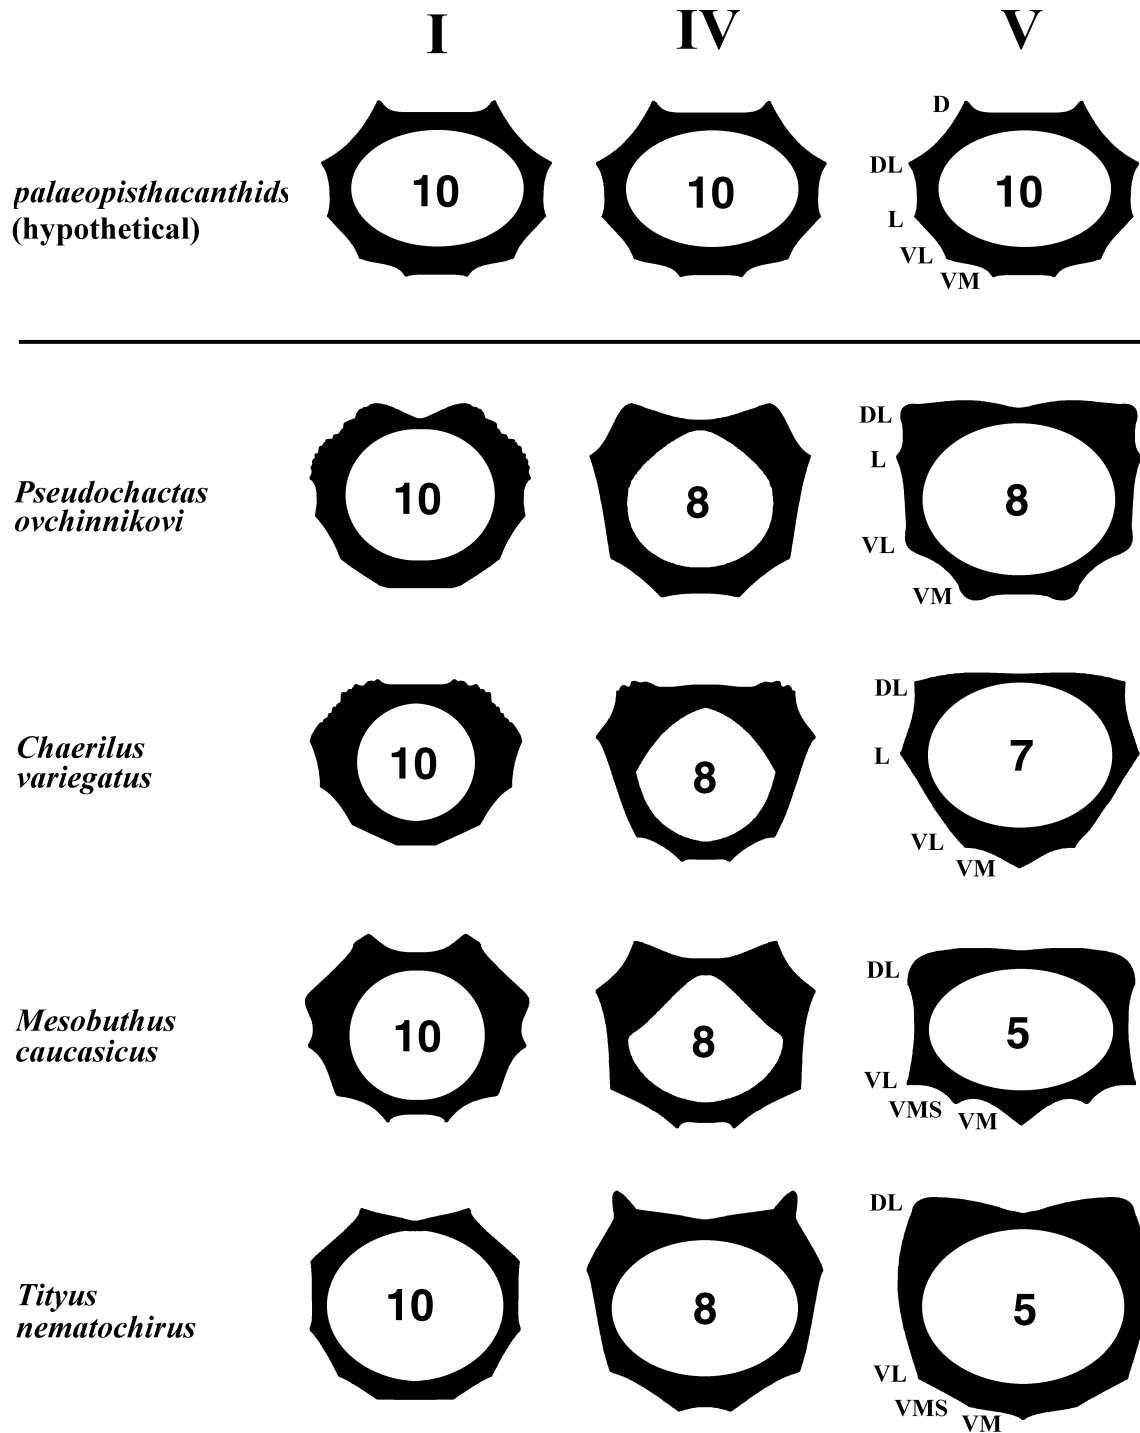 I IV V
palaeopisthacanthids
(hypothetical)
10 10 10
D
DL
L
VL
VM
Pseudochactas
ovchinnikovi
10 8 8
DL
L
VL
VM
Chaerilus
variegatus
10 8 7
DL
L
VL
VM
Mesobuthus
caucasicus
10 8 5
DL
VL
VMS
VM
Tityus
nematochirus
10 8 5
DL
VL
VMS
VM